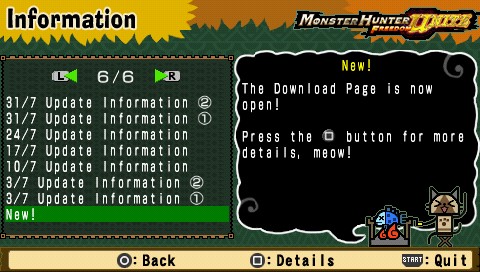 Information
MONSTER HUNTER
FREEDOM UNITE
L 6/6 R
31/7 Update Information ②
31/7 Update Information ①
24/7 Update Information
17/7 Update Information
10/7 Update Information
3/7 Update Information ②
3/7 Update Information ①
New!
New!
The Download Page is now
open!
Press the □ button for more
details, meow!
○: Back
□: Details
START: Quit